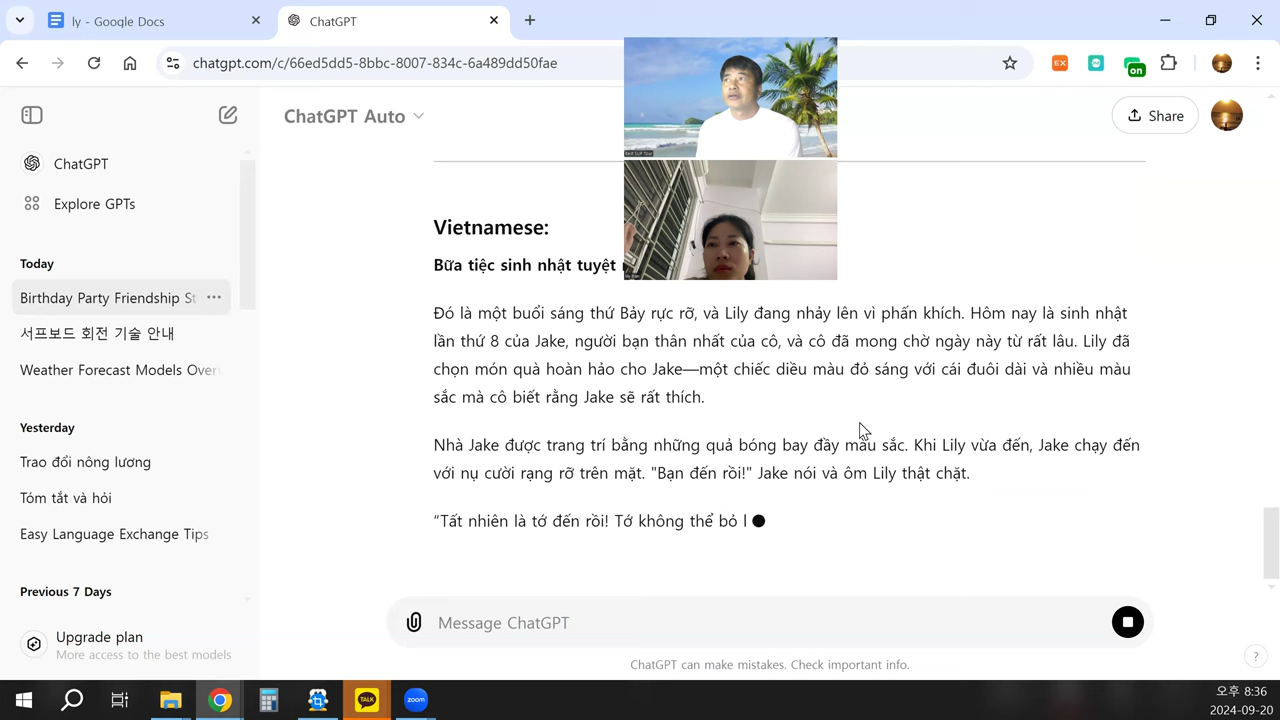 ly - Google Docs
ChatGPT
chatgpt.com/c/66ed5dd5-8bbc-8007-834c-6a489dd50fae
EX
on
ChatGPT Auto
Share
ChatGPT
Explore GPTs
Today
Birthday Party Friendship St
서프보드 회전 기술 안내
Weather Forecast Models Over
Yesterday
Trao đổi nông lương
Tóm tắt và hỏi
Easy Language Exchange Tips
Previous 7 Days
Upgrade plan
More access to the best models
Vietnamese:
Bữa tiệc sinh nhật tuyệt
Đó là một buổi sáng thứ Bảy rực rỡ, và Lily đang nhảy lên vì phấn khích. Hôm nay là sinh nhật
lần thứ 8 của Jake, người bạn thân nhất của cô, và cô đã mong chờ ngày này từ rất lâu. Lily đã
chọn món quà hoàn hảo cho Jake—một chiếc diều màu đỏ sáng với cái đuôi dài và nhiều màu
sắc mà cô biết rằng Jake sẽ rất thích.
Nhà Jake được trang trí bằng những quả bóng bay đầy màu sắc. Khi Lily vừa đến, Jake chạy đến
với nụ cười rạng rỡ trên mặt. "Bạn đến rồi!" Jake nói và ôm Lily thật chặt.
“Tất nhiên là tớ đến rồi! Tớ không thể bỏ l
Message ChatGPT
ChatGPT can make mistakes. Check important info.
?
TALK
zoom
오후 8:36
2024-09-20